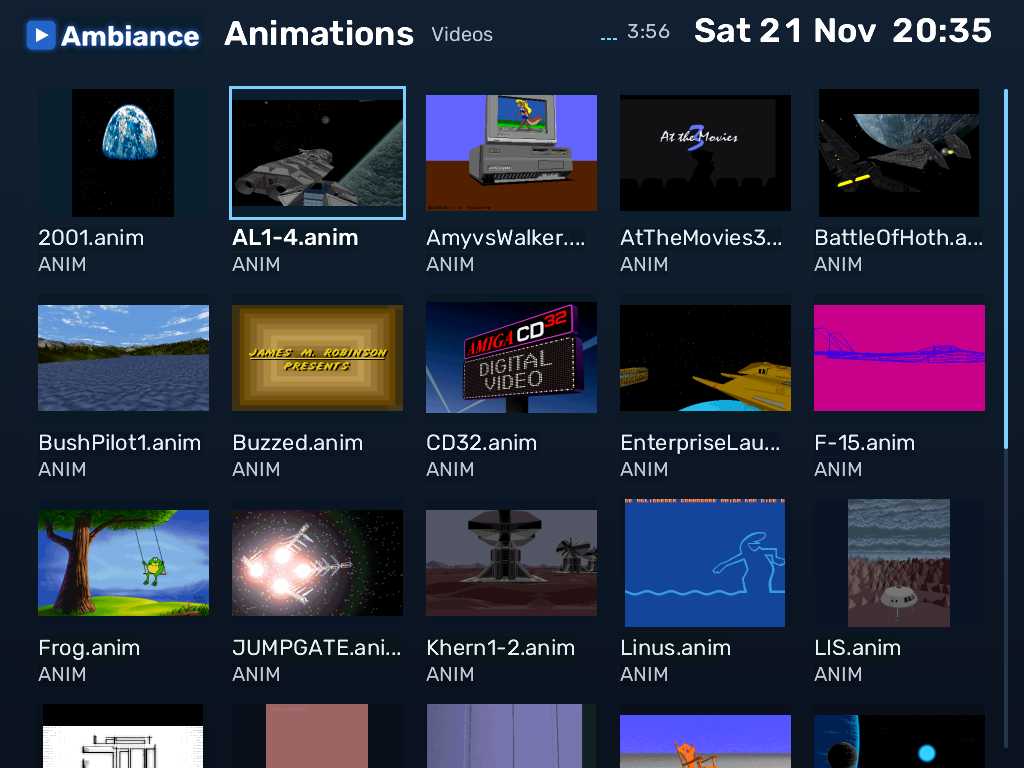 Ambiance Animations Videos ... 3:56 Sat 21 Nov 20:35
At the Movies 3
2001.anim AL1-4.anim AmyvsWalker.... AtTheMovies3... BattleOfHoth.a...
ANIM ANIM ANIM ANIM ANIM
JAMES M. ROBINSON
PRESENTS
AMIGA CD32
DIGITAL
VIDEO
BushPilot1.anim Buzzed.anim CD32.anim EnterpriseLau... F-15.anim
ANIM ANIM ANIM ANIM ANIM
Frog.anim JUMPGATE.ani... Khern1-2.anim Linus.anim LIS.anim
ANIM ANIM ANIM ANIM ANIM